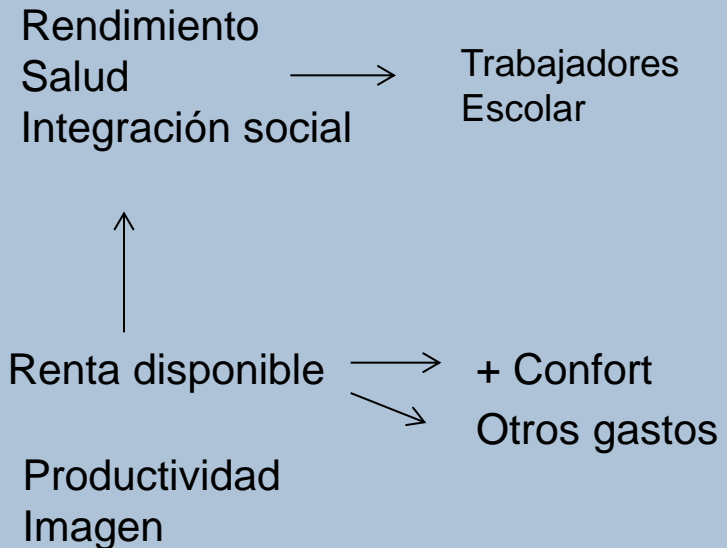 Rendimiento
Salud
Integración social
Trabajadores
Escolar
Renta disponible
+ Confort
Otros gastos
Productividad
Imagen